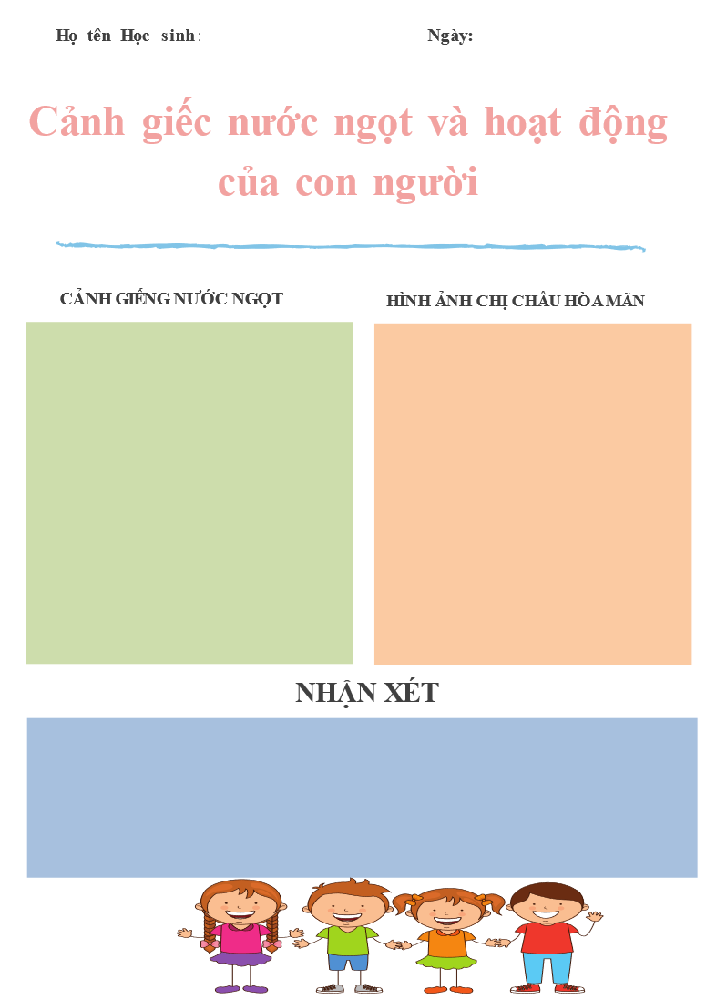 Họ tên Học sinh:
Ngày:
Cảnh giếc nước ngọt và hoạt động
của con người
CẢNH GIẾNG NƯỚC NGỌT
HÌNH ẢNH CHỊ CHÂU HÒA MÃN
NHẬN XÉT